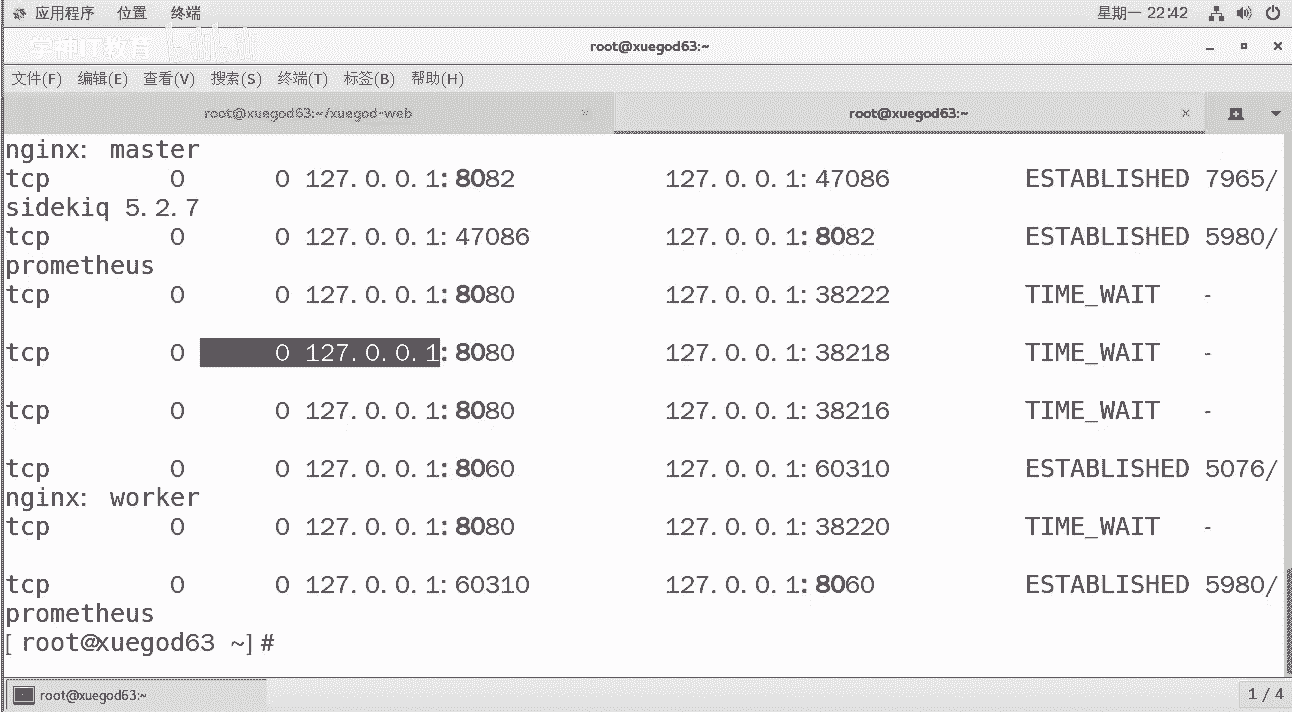 应用程序 位置 终端 星期一 22:42
学神IT教育 bilibili
root@xuegod63:~
文件(F) 编辑(E) 查看(V) 搜索(S) 终端(T) 标签(B) 帮助(H)
root@xuegod63:~/xuegod-web root@xuegod63:~
nginx: master
tcp 0 0 127.0.0.1:8082 127.0.0.1:47086 ESTABLISHED 7965/
sidekiq 5.2.7
tcp 0 0 127.0.0.1:47086 127.0.0.1:8082 ESTABLISHED 5980/
prometheus
tcp 0 0 127.0.0.1:8080 127.0.0.1:38222 TIME_WAIT -
tcp 0 0 127.0.0.1:8080 127.0.0.1:38218 TIME_WAIT -
tcp 0 0 127.0.0.1:8080 127.0.0.1:38216 TIME_WAIT -
tcp 0 0 127.0.0.1:8060 127.0.0.1:60310 ESTABLISHED 5076/
nginx: worker
tcp 0 0 127.0.0.1:8080 127.0.0.1:38220 TIME_WAIT -
tcp 0 0 127.0.0.1:60310 127.0.0.1:8060 ESTABLISHED 5980/
prometheus
[root@xuegod63 ~]#
root@xuegod63:~ 1 / 4